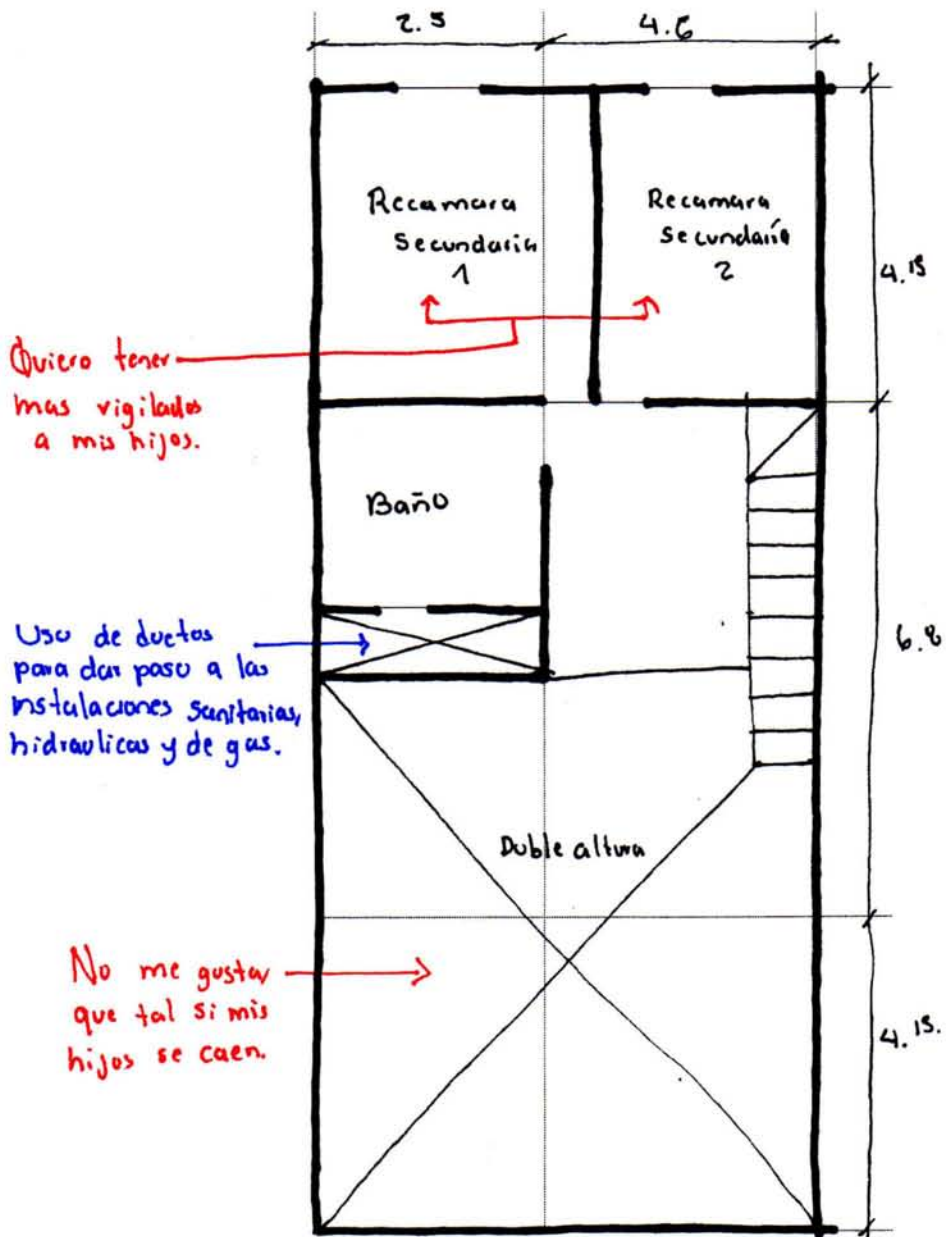 2.5
4.6
Recamara
Secundaria
1
Recamara
Secundaria
2
4.15
Quiero tener
mas vigilados
a mis hijos.
Baño
Uso de ductos
para dar paso a las
instalaciones sanitarias,
hidraulicas y de gas.
6.8
Duble altura
No me gusta,
que tal si mis
hijos se caen.
4.15.